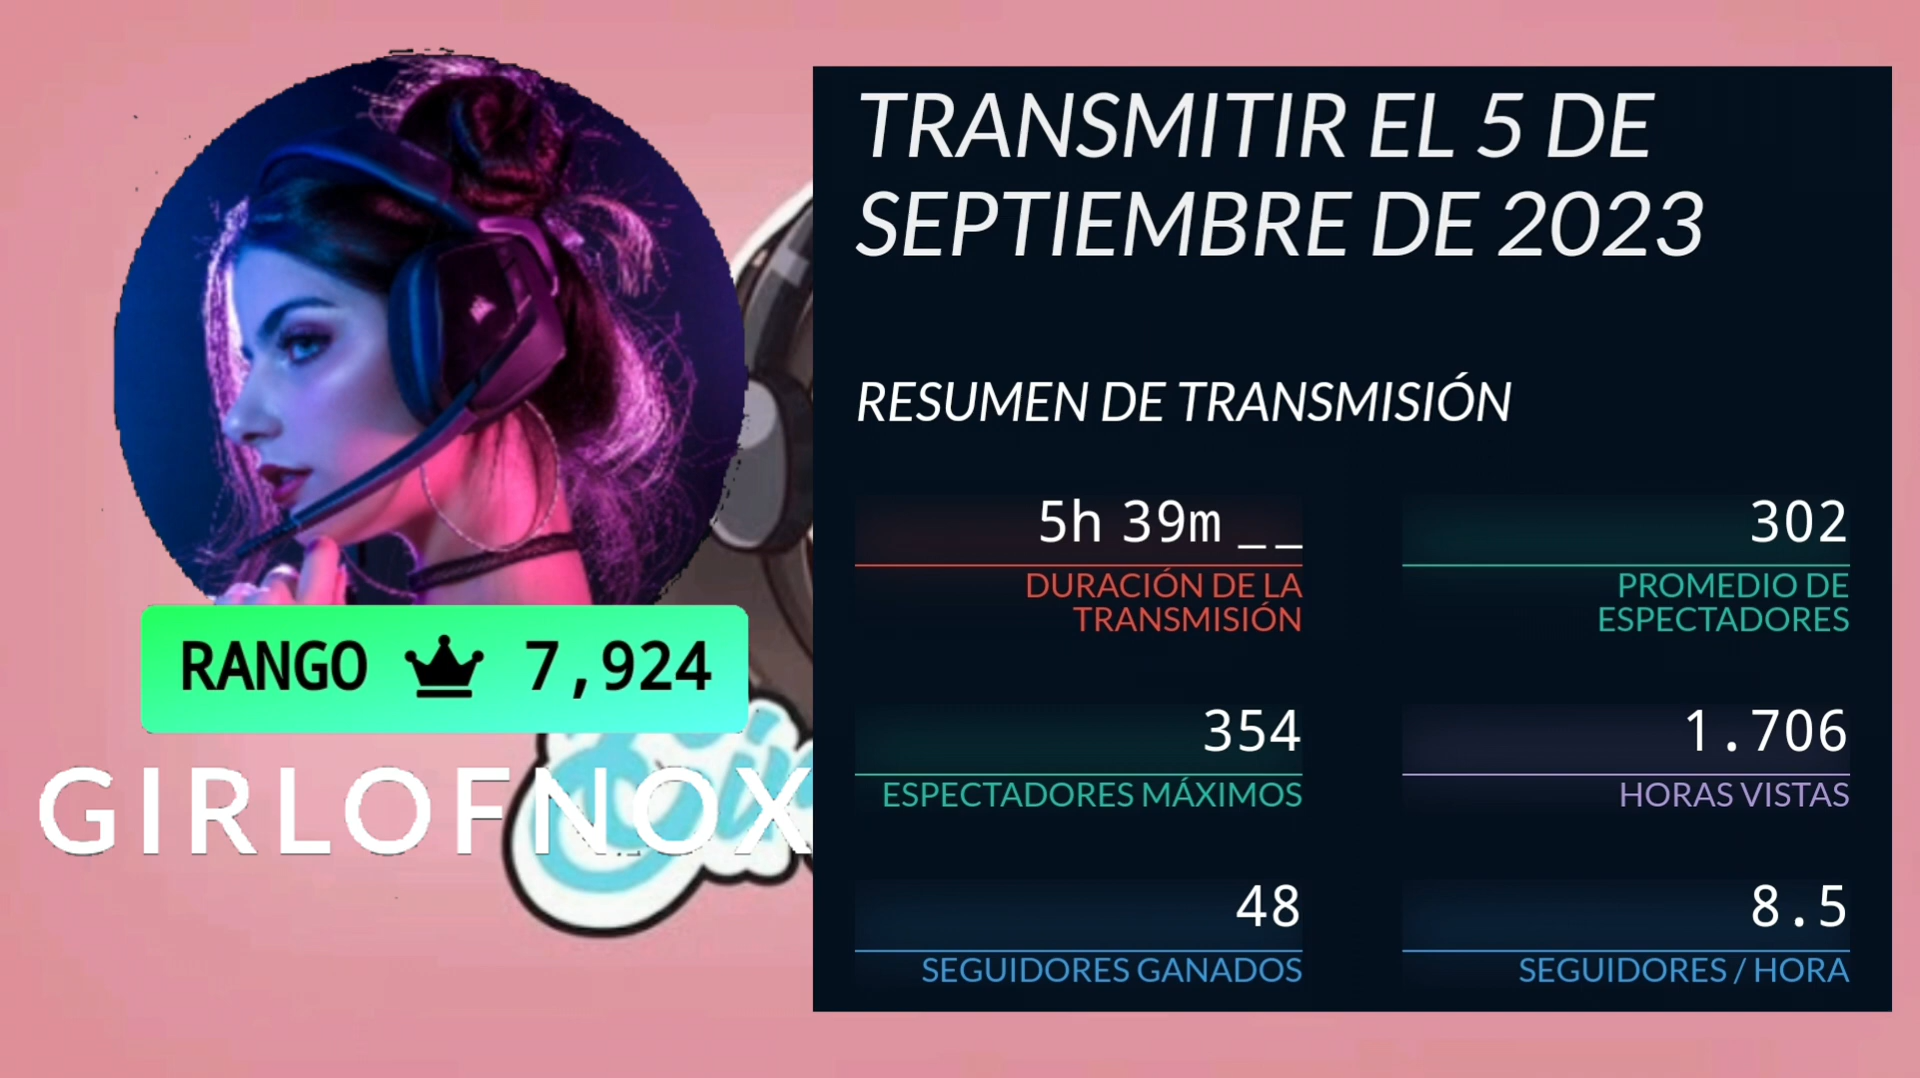 TRANSMITIR EL 5 DE
SEPTIEMBRE DE 2023
RESUMEN DE TRANSMISIÓN
5h 39m _ _
DURACIÓN DE LA
TRANSMISIÓN
302
PROMEDIO DE
ESPECTADORES
354
ESPECTADORES MÁXIMOS
1.706
HORAS VISTAS
48
SEGUIDORES GANADOS
8.5
SEGUIDORES / HORA
RANGO 7,924
GIRLOFNOX